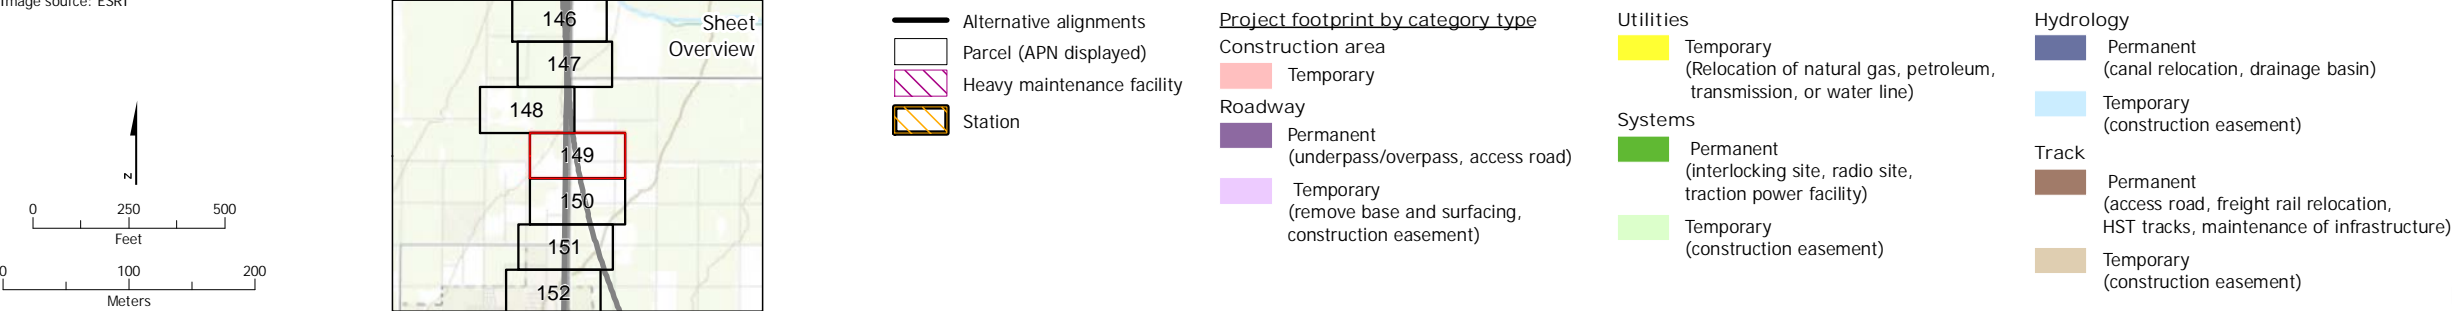 Image source: ESRI
N
0 250 500
Feet
0 100 200
Meters
Sheet
Overview
146
147
148
149
150
151
152
Alternative alignments
Parcel (APN displayed)
Heavy maintenance facility
Station
Project footprint by category type
Construction area
Temporary
Roadway
Permanent
(underpass/overpass, access road)
Temporary
(remove base and surfacing,
construction easement)
Utilities
Temporary
(Relocation of natural gas, petroleum,
transmission, or water line)
Systems
Permanent
(interlocking site, radio site,
traction power facility)
Temporary
(construction easement)
Hydrology
Permanent
(canal relocation, drainage basin)
Temporary
(construction easement)
Track
Permanent
(access road, freight rail relocation,
HST tracks, maintenance of infrastructure)
Temporary
(construction easement)